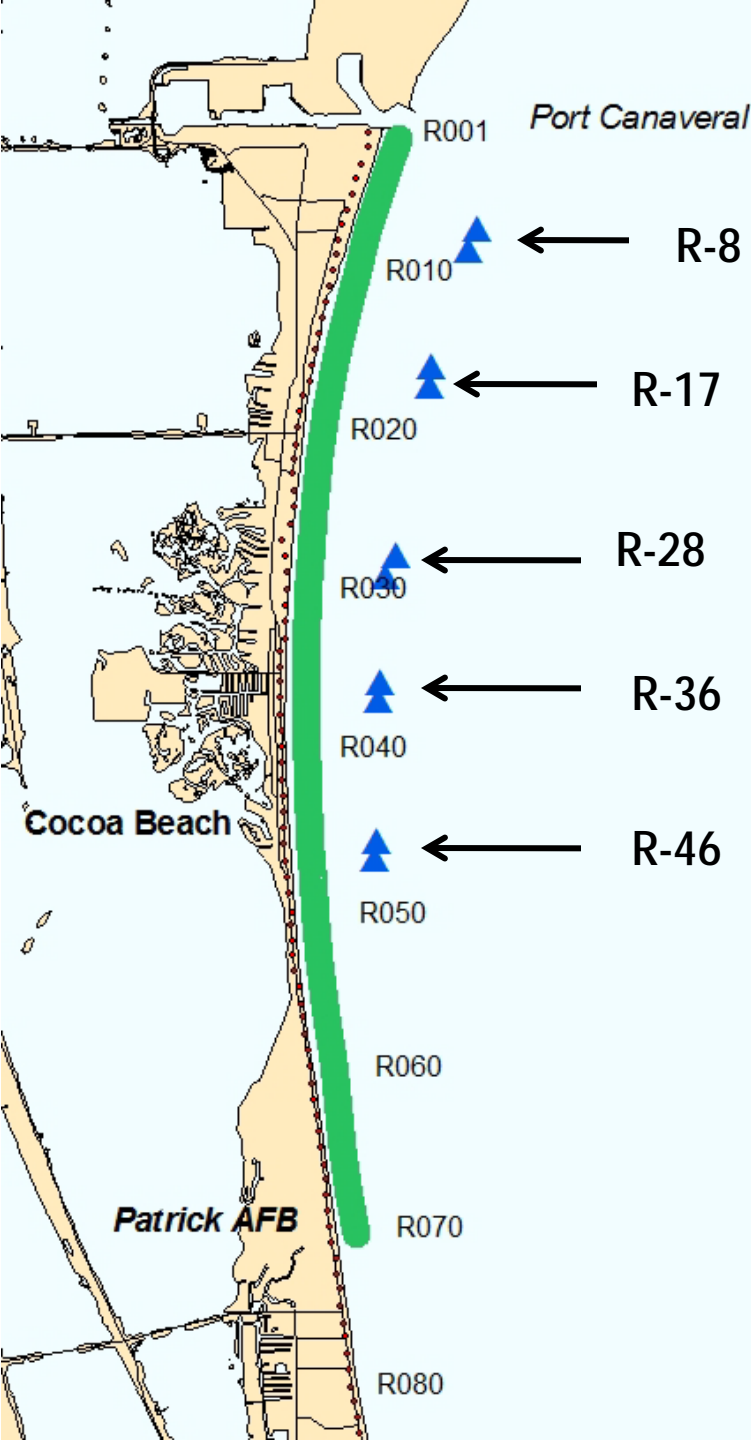 Port Canaveral
R001
R-8
R010
R-17
R020
R-28
R030
R-36
R040
Cocoa Beach
R-46
R050
R060
Patrick AFB
R070
R080